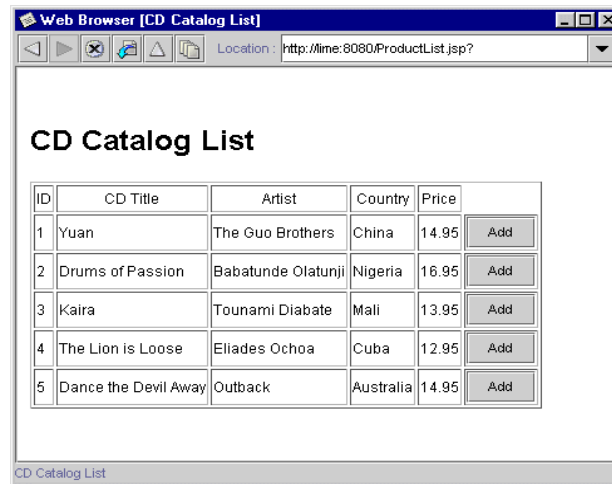 Web Browser [CD Catalog List]
Location : http://lime:8080/ProductList.jsp?
CD Catalog List
ID CD Title Artist Country Price
1 Yuan The Guo Brothers China 14.95 Add
2 Drums of Passion Babatunde Olatunji Nigeria 16.95 Add
3 Kaira Tounami Diabate Mali 13.95 Add
4 The Lion is Loose Eliades Ochoa Cuba 12.95 Add
5 Dance the Devil Away Outback Australia 14.95 Add
CD Catalog List